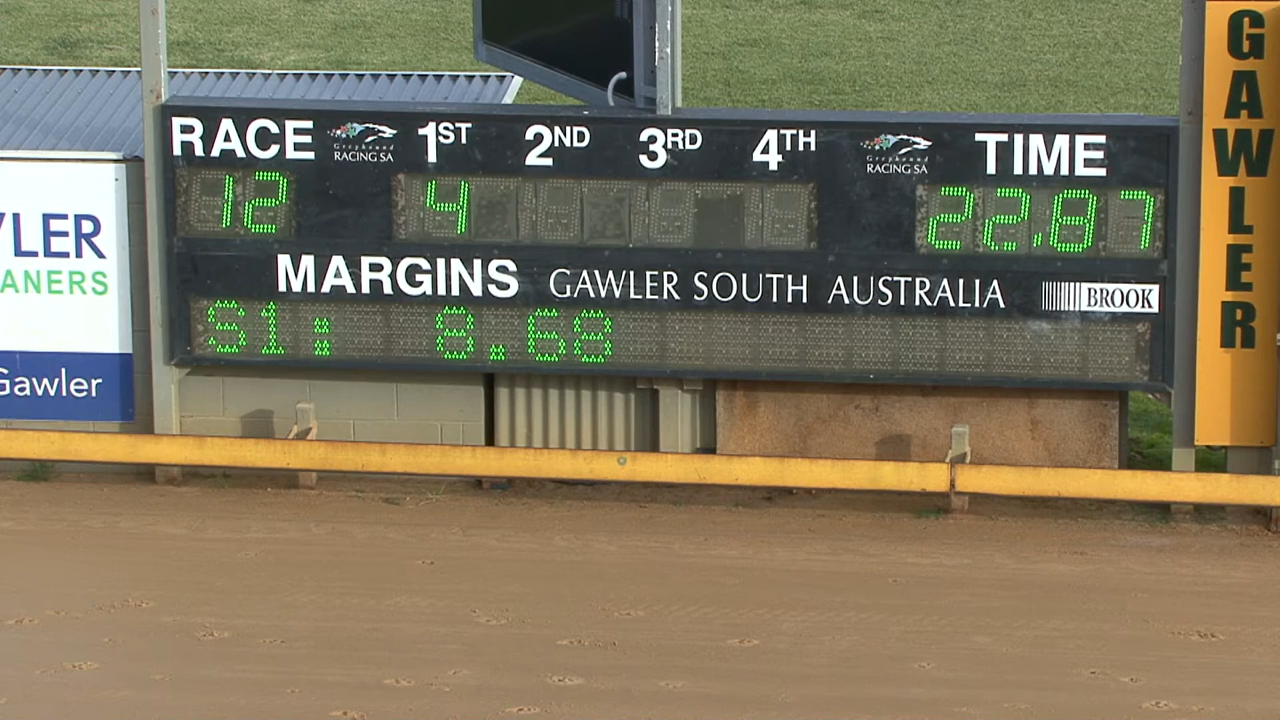 RACE Greyhound RACING SA 1ST 2ND 3RD 4TH Greyhound RACING SA TIME
12 4 22.87
MARGINS GAWLER SOUTH AUSTRALIA BROOK
S1: 8.68
LER
ANERS
Gawler
GAWLER